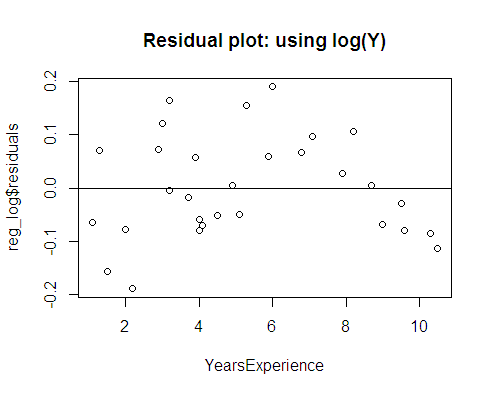 Residual plot: using log(Y)
reg_log$residuals
0.2
0.1
0.0
-0.1
-0.2
2 4 6 8 10
YearsExperience